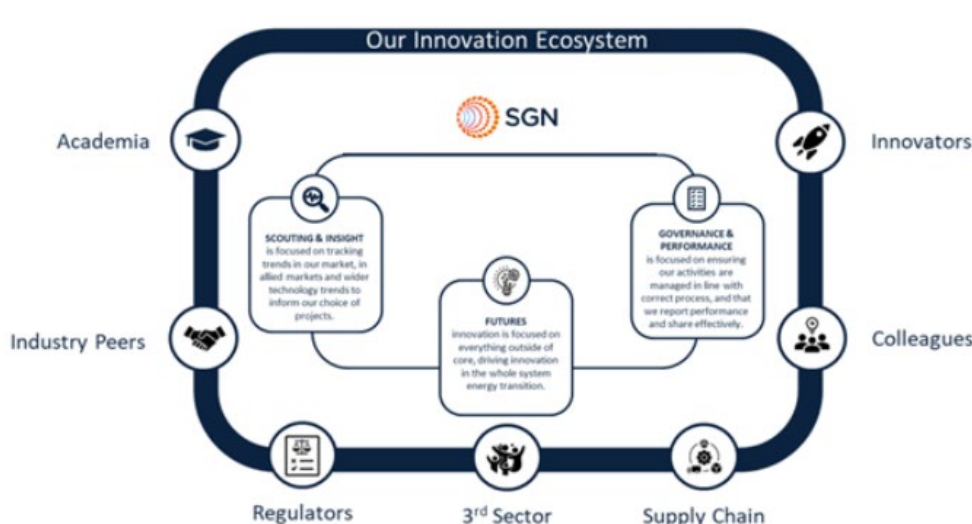 Our Innovation Ecosystem
SGN
Academia
Innovators
SCOUTING & INSIGHT
is focused on tracking
trends in our market, in
allied markets and wider
technology trends to
inform our choice of
projects.
GOVERNANCE &
PERFORMANCE
is focused on ensuring
our activities are
managed in line with
correct process, and that
we report performance
and share effectively.
FUTURES
innovation is focused on
everything outside of
core, driving innovation
in the whole system
energy transition.
Industry Peers
Colleagues
Regulators
3rd Sector
Supply Chain